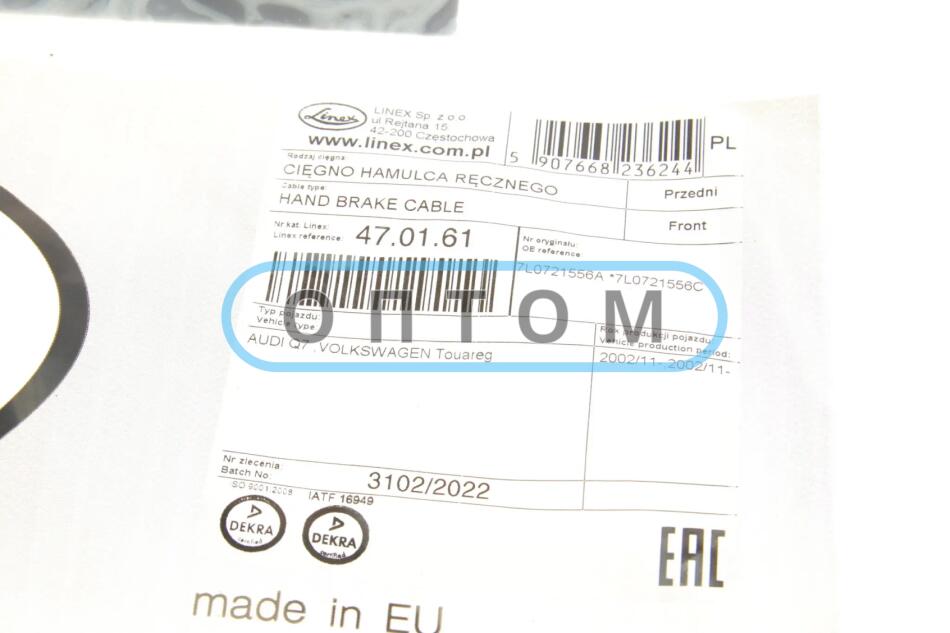 Linex
LINEX Sp. z o.o
ul Rejtana 15
42-200 Częstochowa
www.linex.com.pl
5 907668 236244
PL
Rodzaj cięgna:
CIĘGNO HAMULCA RĘCZNEGO
Przedni
Cable type:
HAND BRAKE CABLE
Front
Nr kat. Linex:
Linex reference:
47.01.61
Nr oryginału:
OE reference:
7L0721556A *7L0721556C
ОПТОМ
Typ pojazdu:
Vehicle type:
AUDI Q7 , VOLKSWAGEN Touareg
Rok produkcji pojazdu
Vehicle production period:
2002/11-, 2002/11-
Nr zlecenia:
Batch No:
3102/2022
ISO 9001:2008
IATF 16949
DEKRA
certified
DEKRA
certified
EAC
made in EU